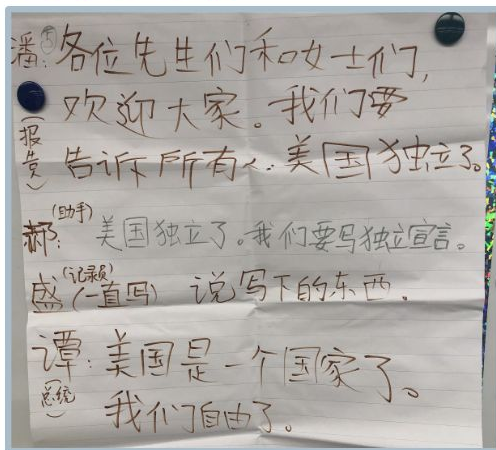 潘：各位先生们和女士们,
(报告员) 欢迎大家。我们要
告诉所有人：美国独立了。
郝(助手)：美国独立了。我们要写独立宣言。
盛(记录员)(一直写) 说写下的东西.
谭(总统)：美国是一个国家了。
我们自由了。